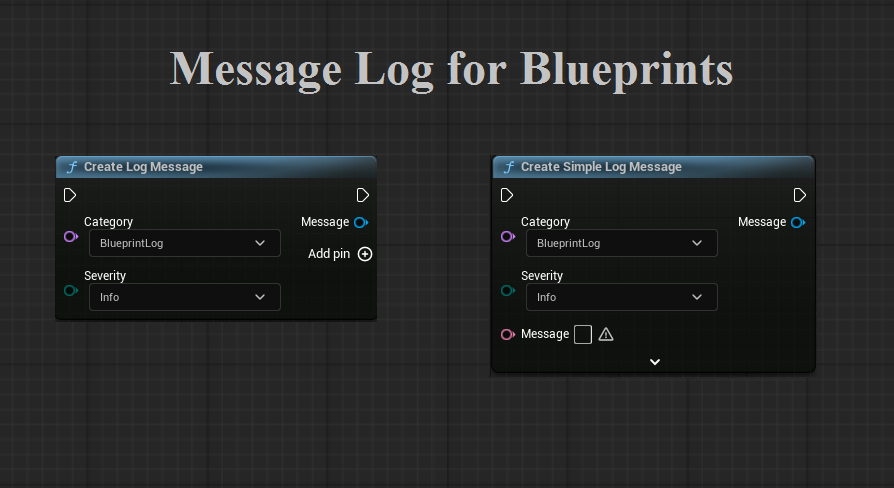 Message Log for Blueprints
f Create Log Message
Category
BlueprintLog
Message
Add pin
Severity
Info
f Create Simple Log Message
Category
BlueprintLog
Message
Severity
Info
Message